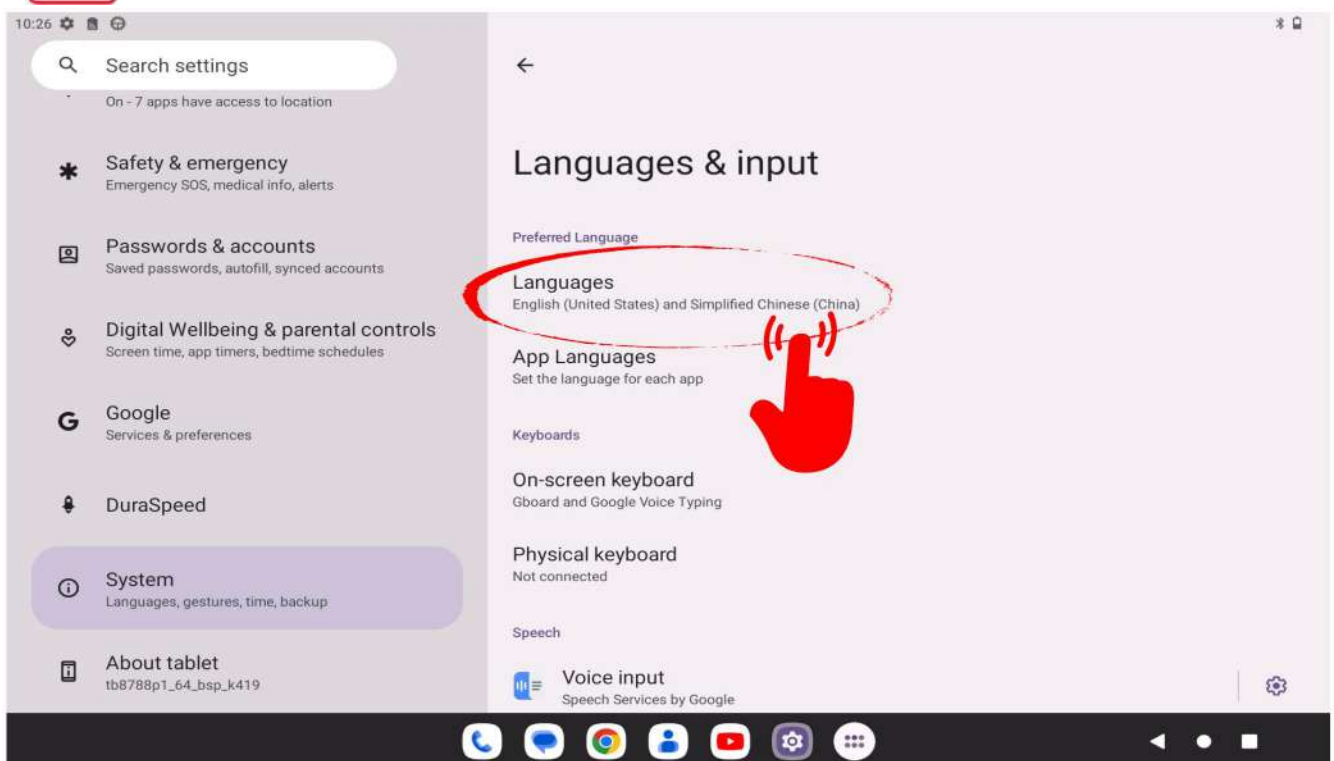 10:26
Search settings
On - 7 apps have access to location
Safety & emergency
Emergency SOS, medical info, alerts
Passwords & accounts
Saved passwords, autofill, synced accounts
Digital Wellbeing & parental controls
Screen time, app timers, bedtime schedules
Google
Services & preferences
DuraSpeed
System
Languages, gestures, time, backup
About tablet
tb8788p1_64_bsp_k419
Languages & input
Preferred Language
Languages
English (United States) and Simplified Chinese (China)
App Languages
Set the language for each app
Keyboards
On-screen keyboard
Gboard and Google Voice Typing
Physical keyboard
Not connected
Speech
Voice input
Speech Services by Google